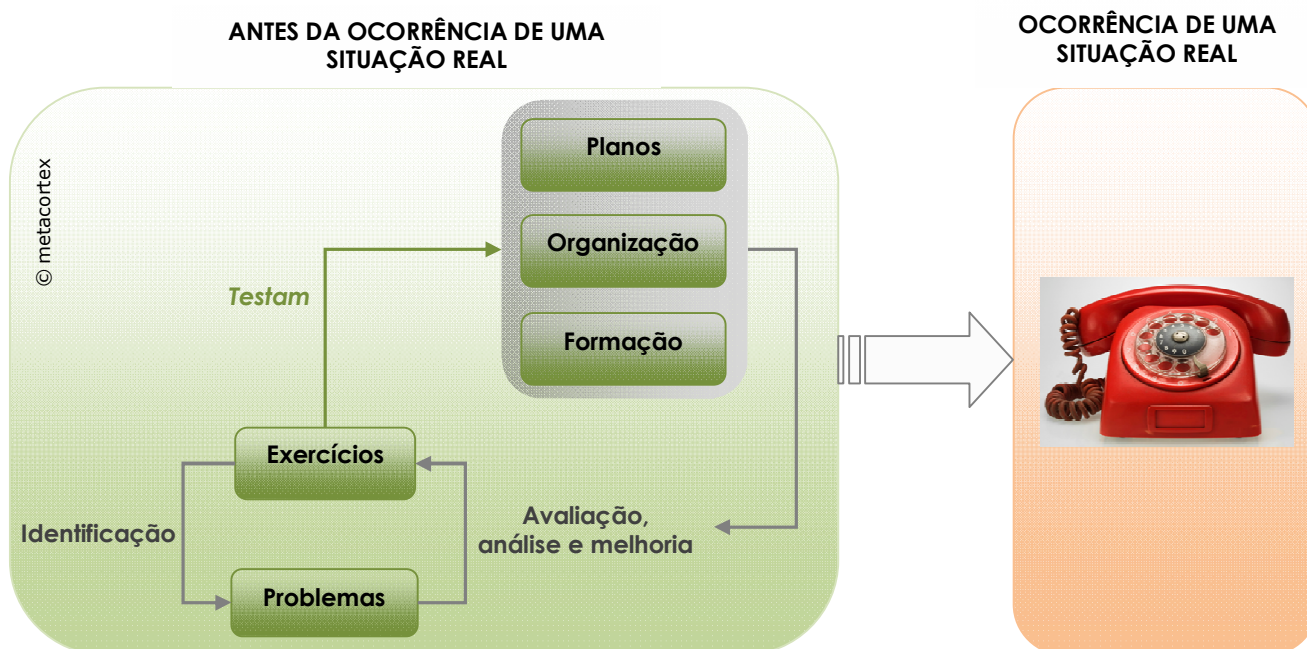 ANTES DA OCORRÊNCIA DE UMA
SITUAÇÃO REAL
OCORRÊNCIA DE UMA
SITUAÇÃO REAL
© metacortex
Planos
Organização
Formação
Testam
Exercícios
Identificação
Avaliação,
análise e melhoria
Problemas